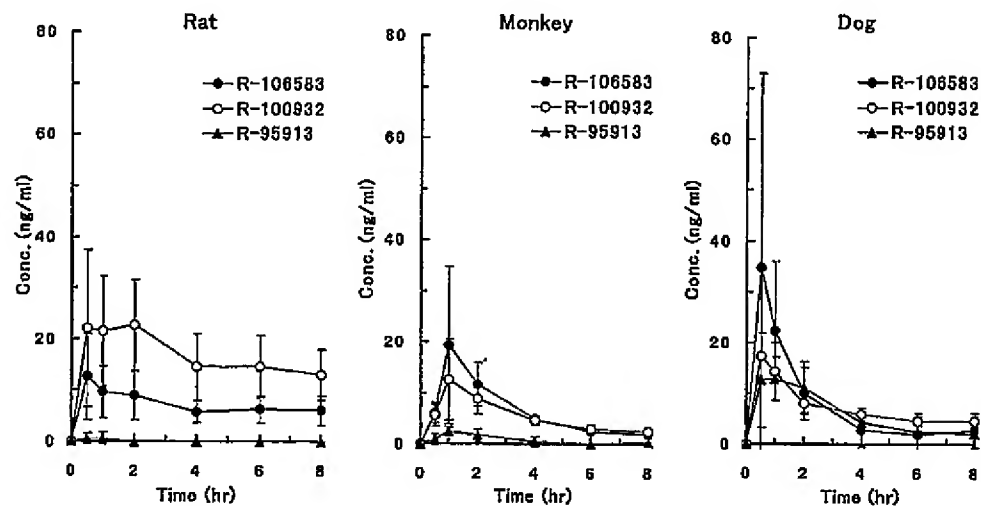 Rat
80
60
40
20
0
Conc. (ng/ml)
R-106583
R-100932
R-95913
0 2 4 6 8
Time (hr)
Monkey
80
60
40
20
0
Conc. (ng/ml)
R-106583
R-100932
R-95913
0 2 4 6 8
Time (hr)
Dog
80
60
40
20
0
Conc. (ng/ml)
R-106583
R-100932
R-95913
0 2 4 6 8
Time (hr)